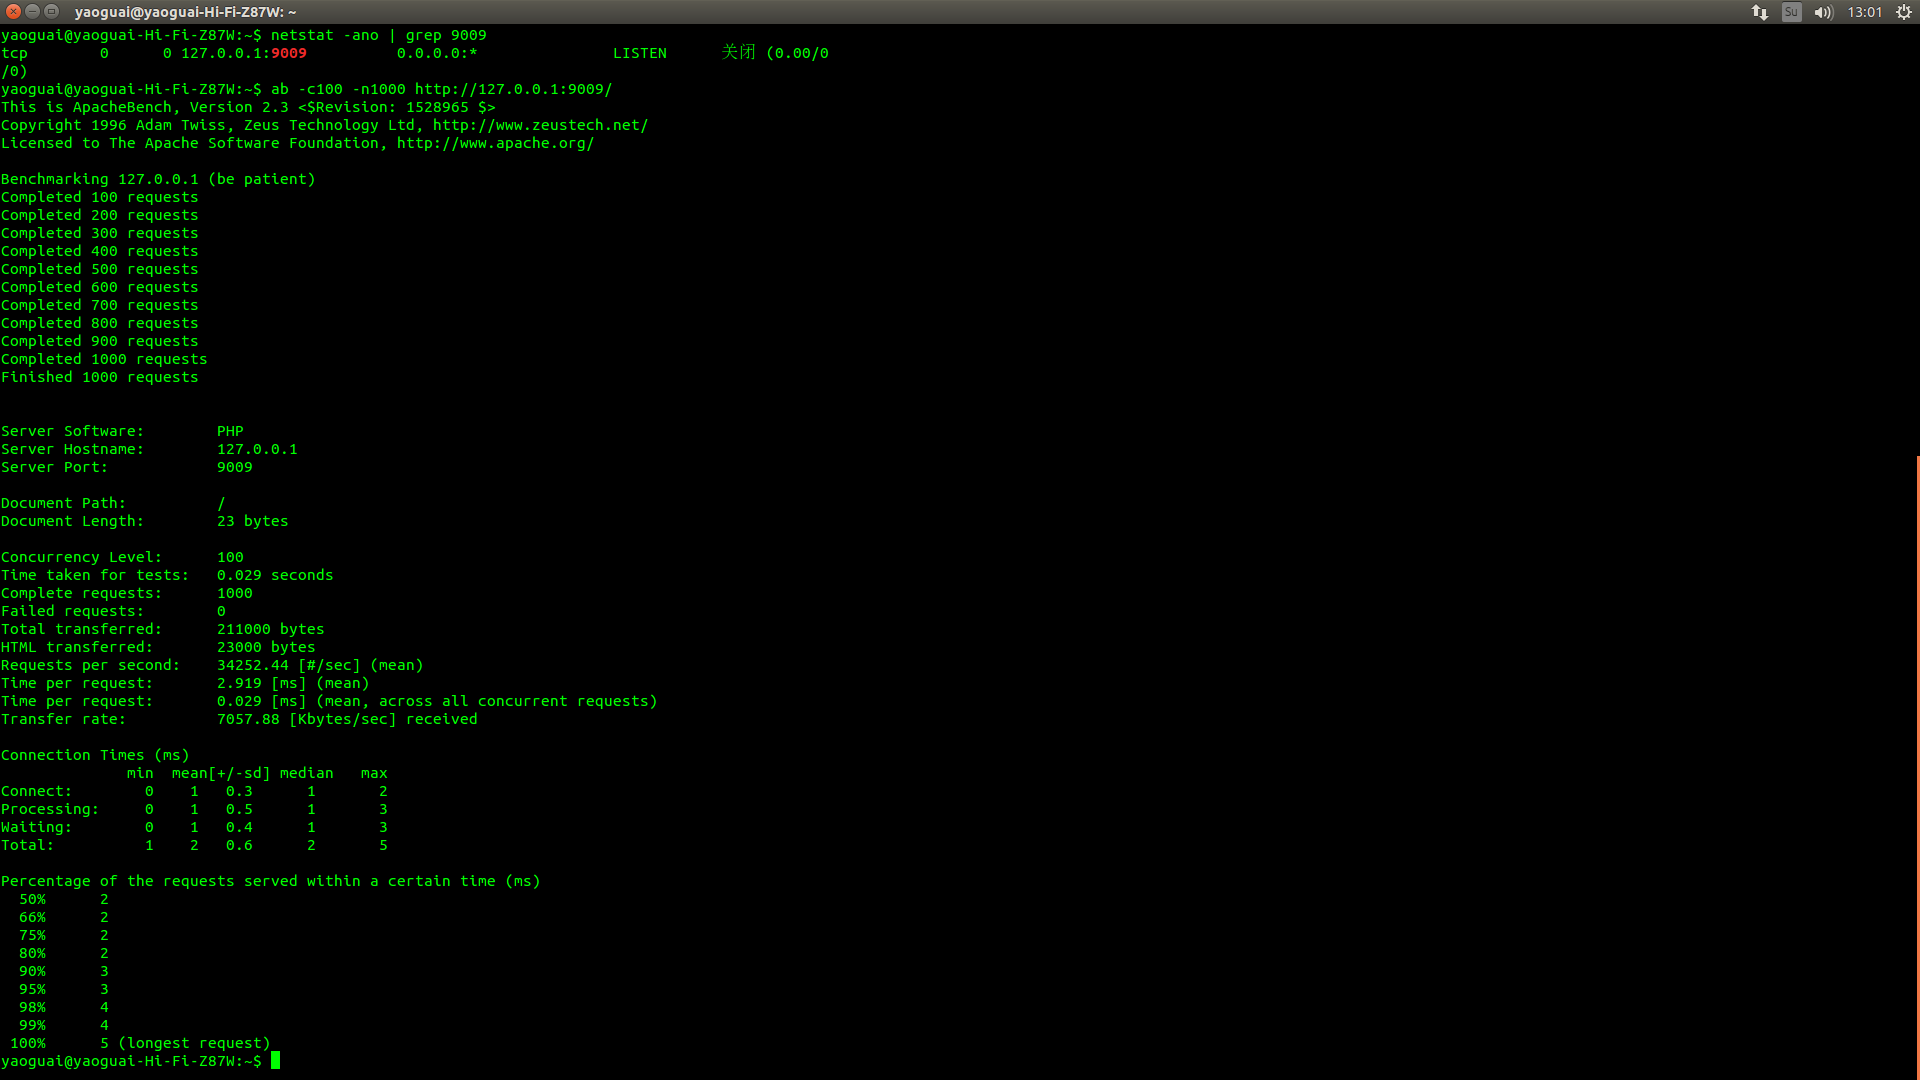 yaoguai@yaoguai-Hi-Fi-Z87W: ~
Su
13:01
yaoguai@yaoguai-Hi-Fi-Z87W:~$ netstat -ano | grep 9009
tcp        0      0 127.0.0.1:9009          0.0.0.0:*               LISTEN      关闭 (0.00/0
/0)
yaoguai@yaoguai-Hi-Fi-Z87W:~$ ab -c100 -n1000 http://127.0.0.1:9009/
This is ApacheBench, Version 2.3 <$Revision: 1528965 $>
Copyright 1996 Adam Twiss, Zeus Technology Ltd, http://www.zeustech.net/
Licensed to The Apache Software Foundation, http://www.apache.org/

Benchmarking 127.0.0.1 (be patient)
Completed 100 requests
Completed 200 requests
Completed 300 requests
Completed 400 requests
Completed 500 requests
Completed 600 requests
Completed 700 requests
Completed 800 requests
Completed 900 requests
Completed 1000 requests
Finished 1000 requests


Server Software:        PHP
Server Hostname:        127.0.0.1
Server Port:            9009

Document Path:          /
Document Length:        23 bytes

Concurrency Level:      100
Time taken for tests:   0.029 seconds
Complete requests:      1000
Failed requests:        0
Total transferred:      211000 bytes
HTML transferred:       23000 bytes
Requests per second:    34252.44 [#/sec] (mean)
Time per request:       2.919 [ms] (mean)
Time per request:       0.029 [ms] (mean, across all concurrent requests)
Transfer rate:          7057.88 [Kbytes/sec] received

Connection Times (ms)
              min  mean[+/-sd] median   max
Connect:        0    1   0.3      1       2
Processing:     0    1   0.5      1       3
Waiting:        0    1   0.4      1       3
Total:          1    2   0.6      2       5

Percentage of the requests served within a certain time (ms)
  50%      2
  66%      2
  75%      2
  80%      2
  90%      3
  95%      3
  98%      4
  99%      4
 100%      5 (longest request)
yaoguai@yaoguai-Hi-Fi-Z87W:~$